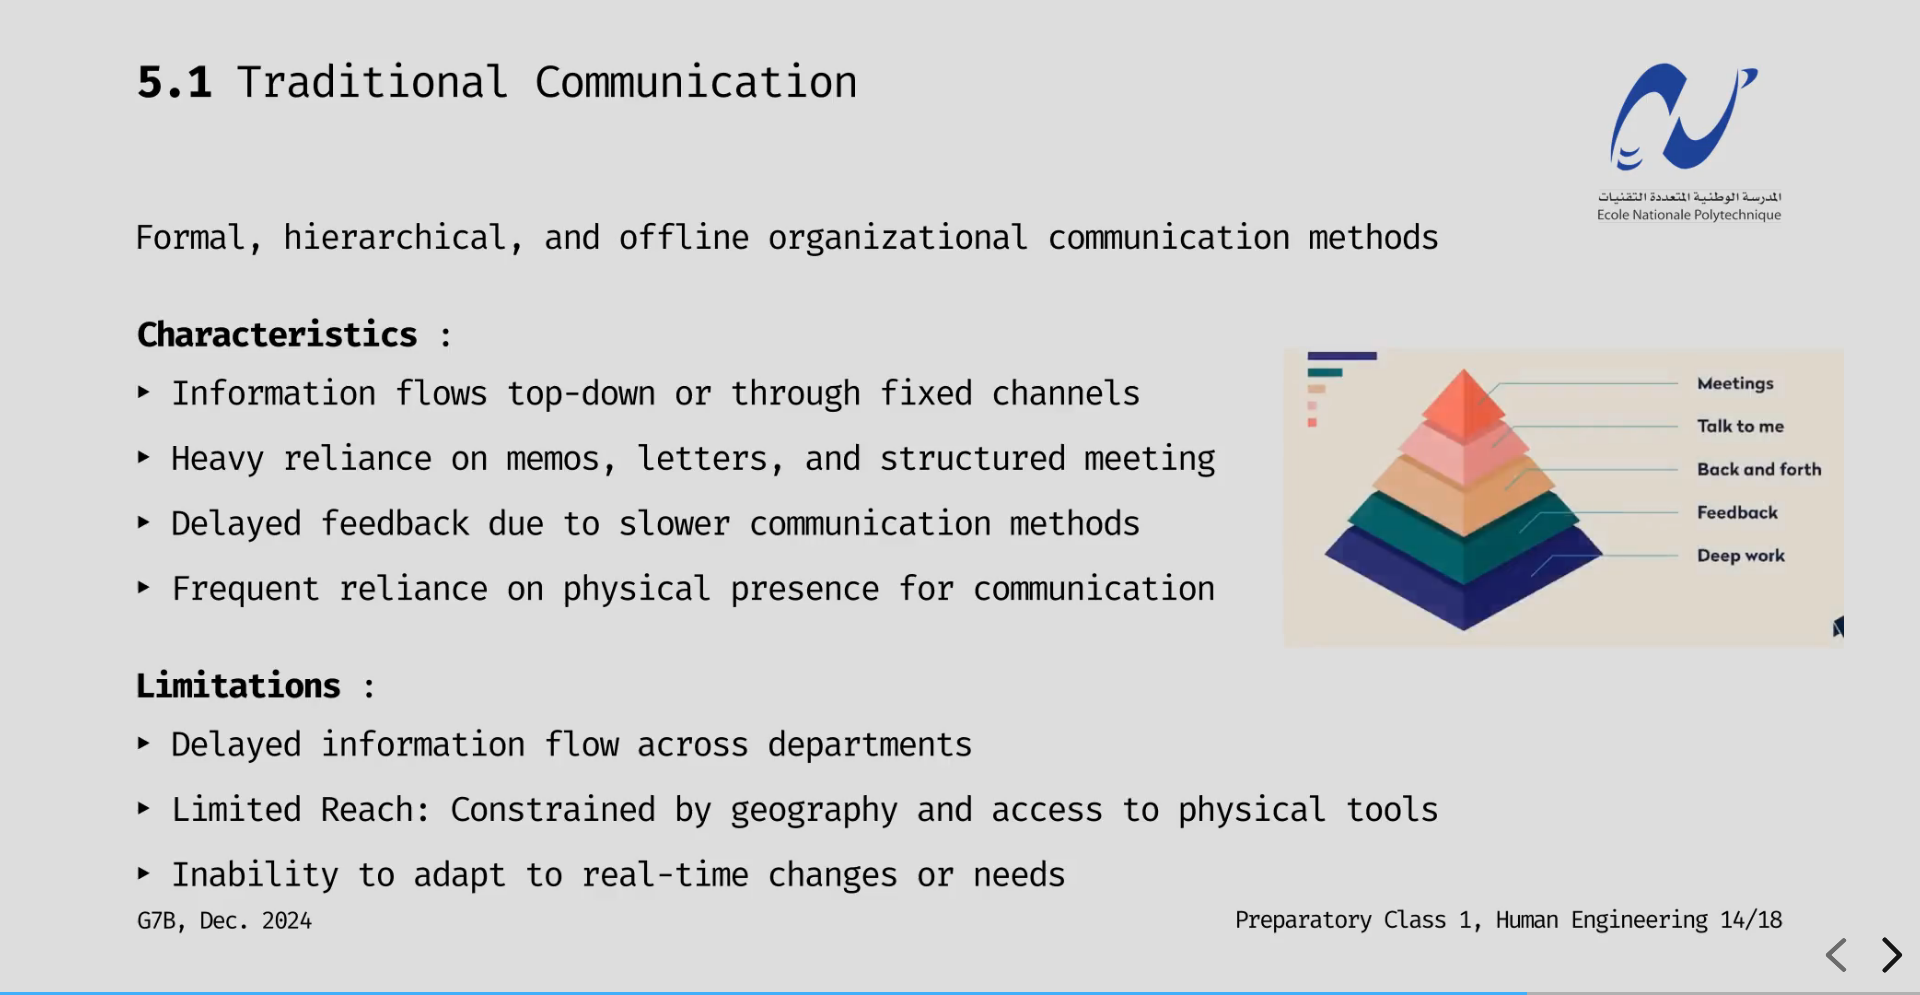 5.1 Traditional Communication
المدرسة الوطنية المتعددة التقنيات
Ecole Nationale Polytechnique
Formal, hierarchical, and offline organizational communication methods
Characteristics :
‣ Information flows top-down or through fixed channels
‣ Heavy reliance on memos, letters, and structured meeting
‣ Delayed feedback due to slower communication methods
‣ Frequent reliance on physical presence for communication
Meetings
Talk to me
Back and forth
Feedback
Deep work
Limitations :
‣ Delayed information flow across departments
‣ Limited Reach: Constrained by geography and access to physical tools
‣ Inability to adapt to real-time changes or needs
G7B, Dec. 2024
Preparatory Class 1, Human Engineering 14/18